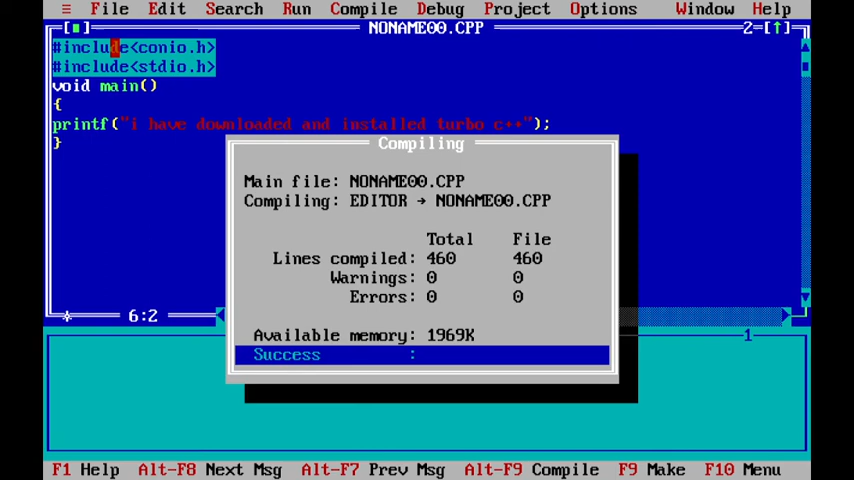 ≡ File Edit Search Run Compile Debug Project Options Window Help
[■] NONAME00.CPP 2=[↑]
#include<conio.h>
#include<stdio.h>
void main()
{
printf("i have downloaded and installed turbo c++");
}
Compiling
Main file: NONAME00.CPP
Compiling: EDITOR → NONAME00.CPP
Total File
Lines compiled: 460 460
Warnings: 0 0
Errors: 0 0
6:2
Available memory: 1969K
1
Success :
F1 Help Alt-F8 Next Msg Alt-F7 Prev Msg Alt-F9 Compile F9 Make F10 Menu